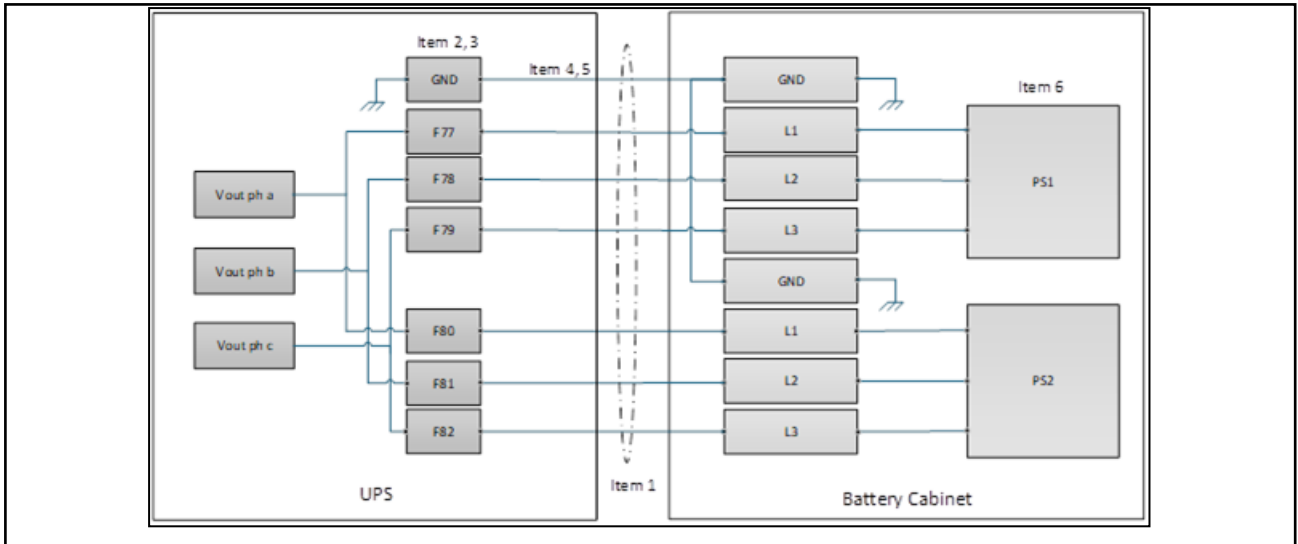 Item 2,3
GND
Item 4,5
GND
Item 6
F77
L1
F78
L2
PS1
Vout ph a
F79
L3
Vout ph b
GND
F80
L1
Vout ph c
F81
L2
PS2
F82
L3
Item 1
UPS
Battery Cabinet